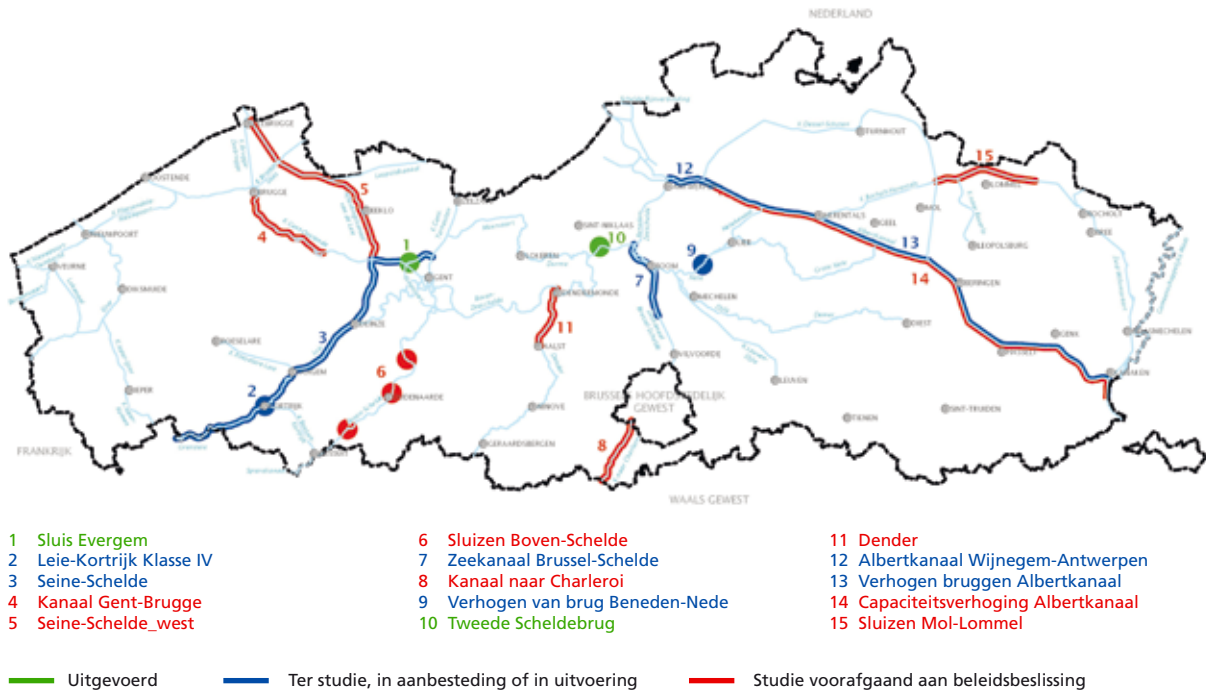 NEDERLAND
ZEEBRUGGE
OOSTENDE
BRUGGE
NIEUWPOORT
VEURNE
DIKSMUIDE
EEKLO
ZELZATE
SINT-NIKLAAS
LOKEREN
GENT
DEINZE
ROESELARE
IEPER
KORTRIJK
OUDENAARDE
DENDERMONDE
AALST
NINOVE
GERAARDSBERGEN
BOOM
MECHELEN
VILVOORDE
LEUVEN
LIER
TURNHOUT
HERENTALS
GEEL
MOL
LOMMEL
LEOPOLSBURG
BOCHOLT
BREE
BERINGEN
DIEST
GENK
HASSELT
TIENEN
SINT-TRUIDEN
BRUSSELS HOOFDSTEDELIJK
GEWEST
FRANKRIJK
WAALS GEWEST
1
2
3
4
5
6
7
8
9
10
11
12
13
14
15
1 Sluis Evergem
2 Leie-Kortrijk Klasse IV
3 Seine-Schelde
4 Kanaal Gent-Brugge
5 Seine-Schelde_west
6 Sluizen Boven-Schelde
7 Zeekanaal Brussel-Schelde
8 Kanaal naar Charleroi
9 Verhogen van brug Beneden-Nede
10 Tweede Scheldebrug
11 Dender
12 Albertkanaal Wijnegem-Antwerpen
13 Verhogen bruggen Albertkanaal
14 Capaciteitsverhoging Albertkanaal
15 Sluizen Mol-Lommel
Uitgevoerd
Ter studie, in aanbesteding of in uitvoering
Studie voorafgaand aan beleidsbeslissing